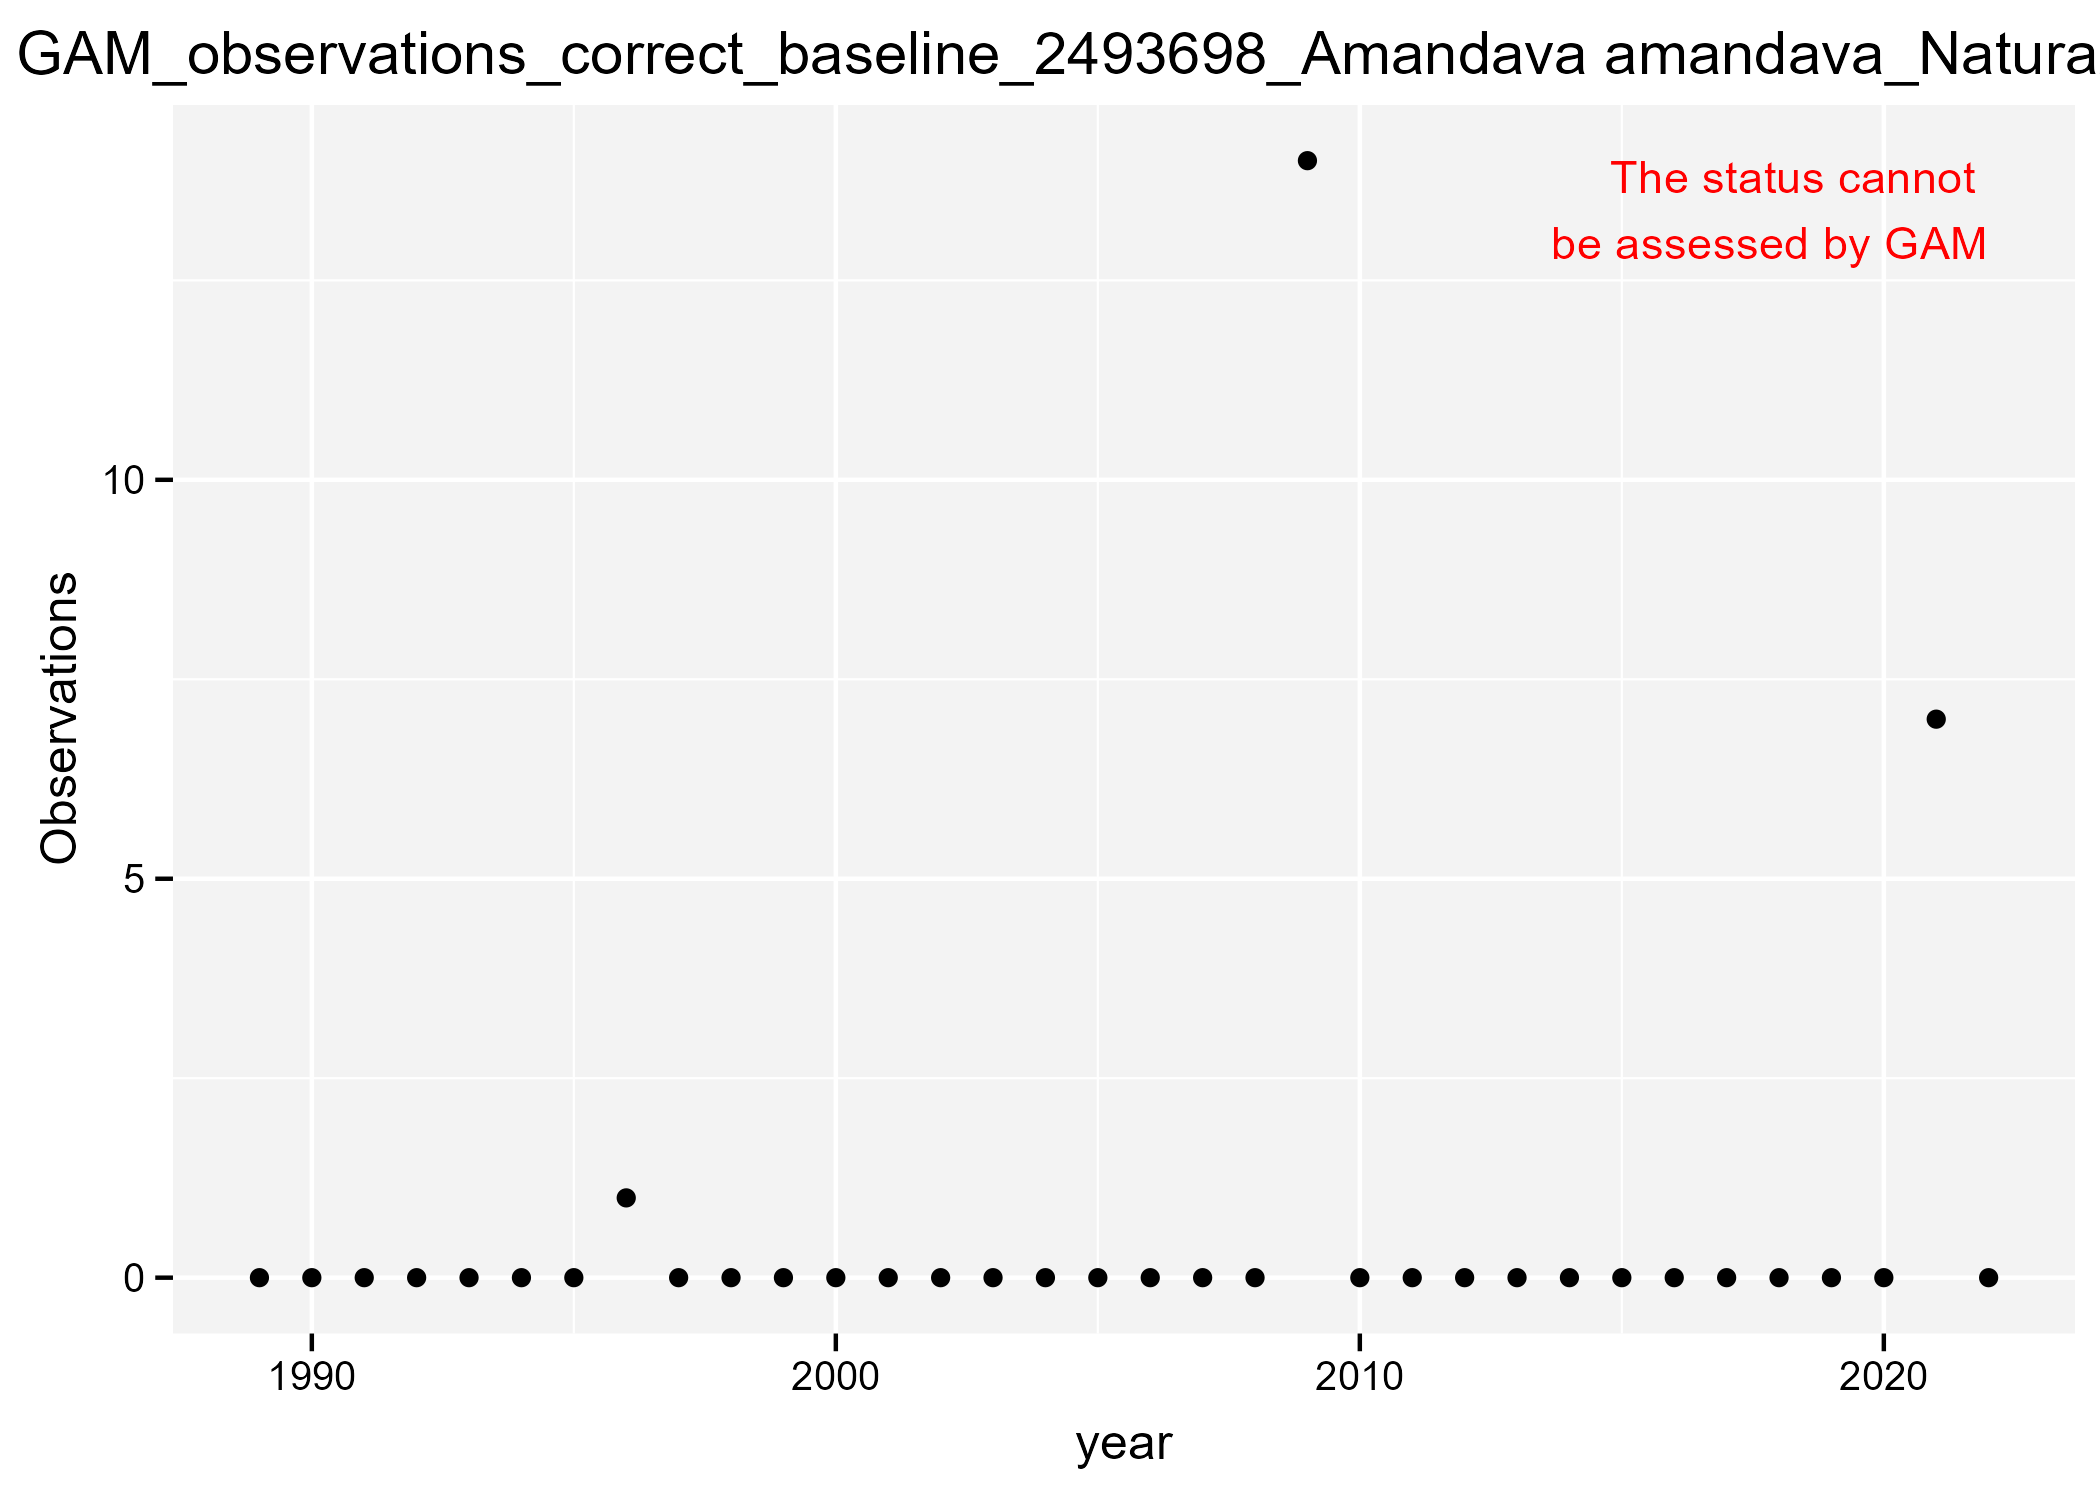 GAM_observations_correct_baseline_2493698_Amandava amandava_Natura
The status cannot
be assessed by GAM
10
5
0
Observations
1990 2000 2010 2020
year